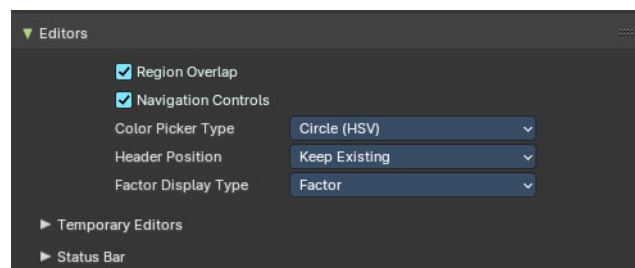 Editors
Region Overlap
Navigation Controls
Color Picker Type Circle (HSV)
Header Position Keep Existing
Factor Display Type Factor
Temporary Editors
Status Bar